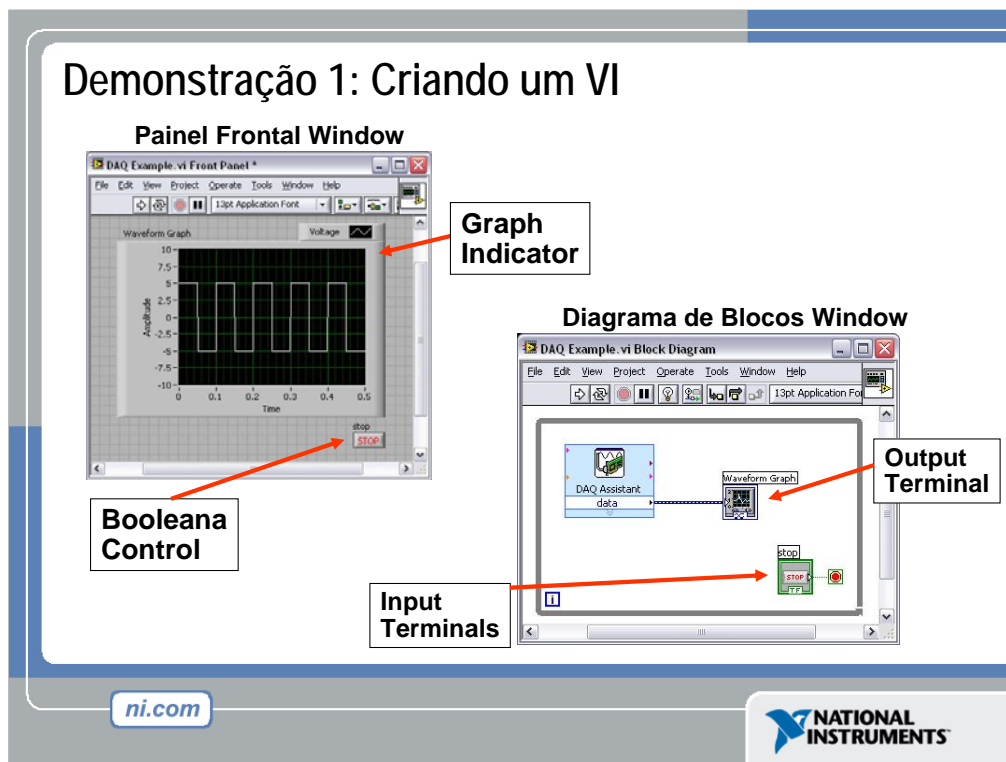 Demonstração 1: Criando um VI
Painel Frontal Window
DAQ Example.vi Front Panel *
File Edit View Project Operate Tools Window Help
13pt Application Font
Waveform Graph
Voltage
Amplitude
10
7.5
5
2.5
0
-2.5
-5
-7.5
-10
0 0.1 0.2 0.3 0.4 0.5
Time
stop
STOP
Graph
Indicator
Booleana
Control
Diagrama de Blocos Window
DAQ Example.vi Block Diagram
File Edit View Project Operate Tools Window Help
13pt Application Fo
DAQ Assistant
data
Waveform Graph
stop
STOP
TF
i
Output
Terminal
Input
Terminals
ni.com
NATIONAL
INSTRUMENTS